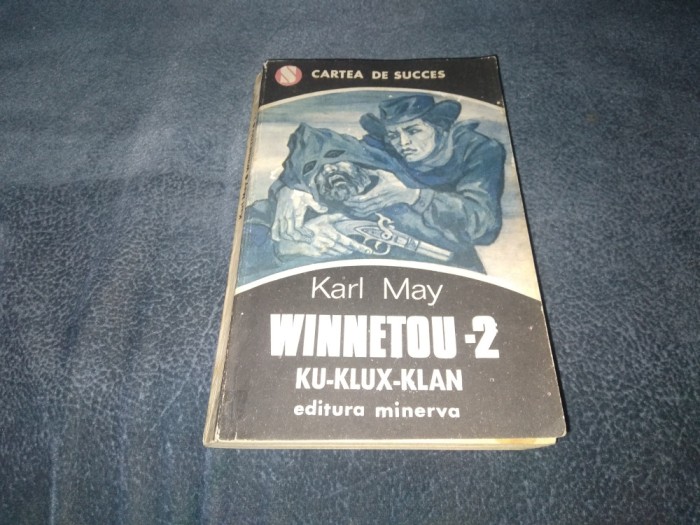 S CARTEA DE SUCCES
Karl May
WINNETOU-2
KU-KLUX-KLAN
editura minerva